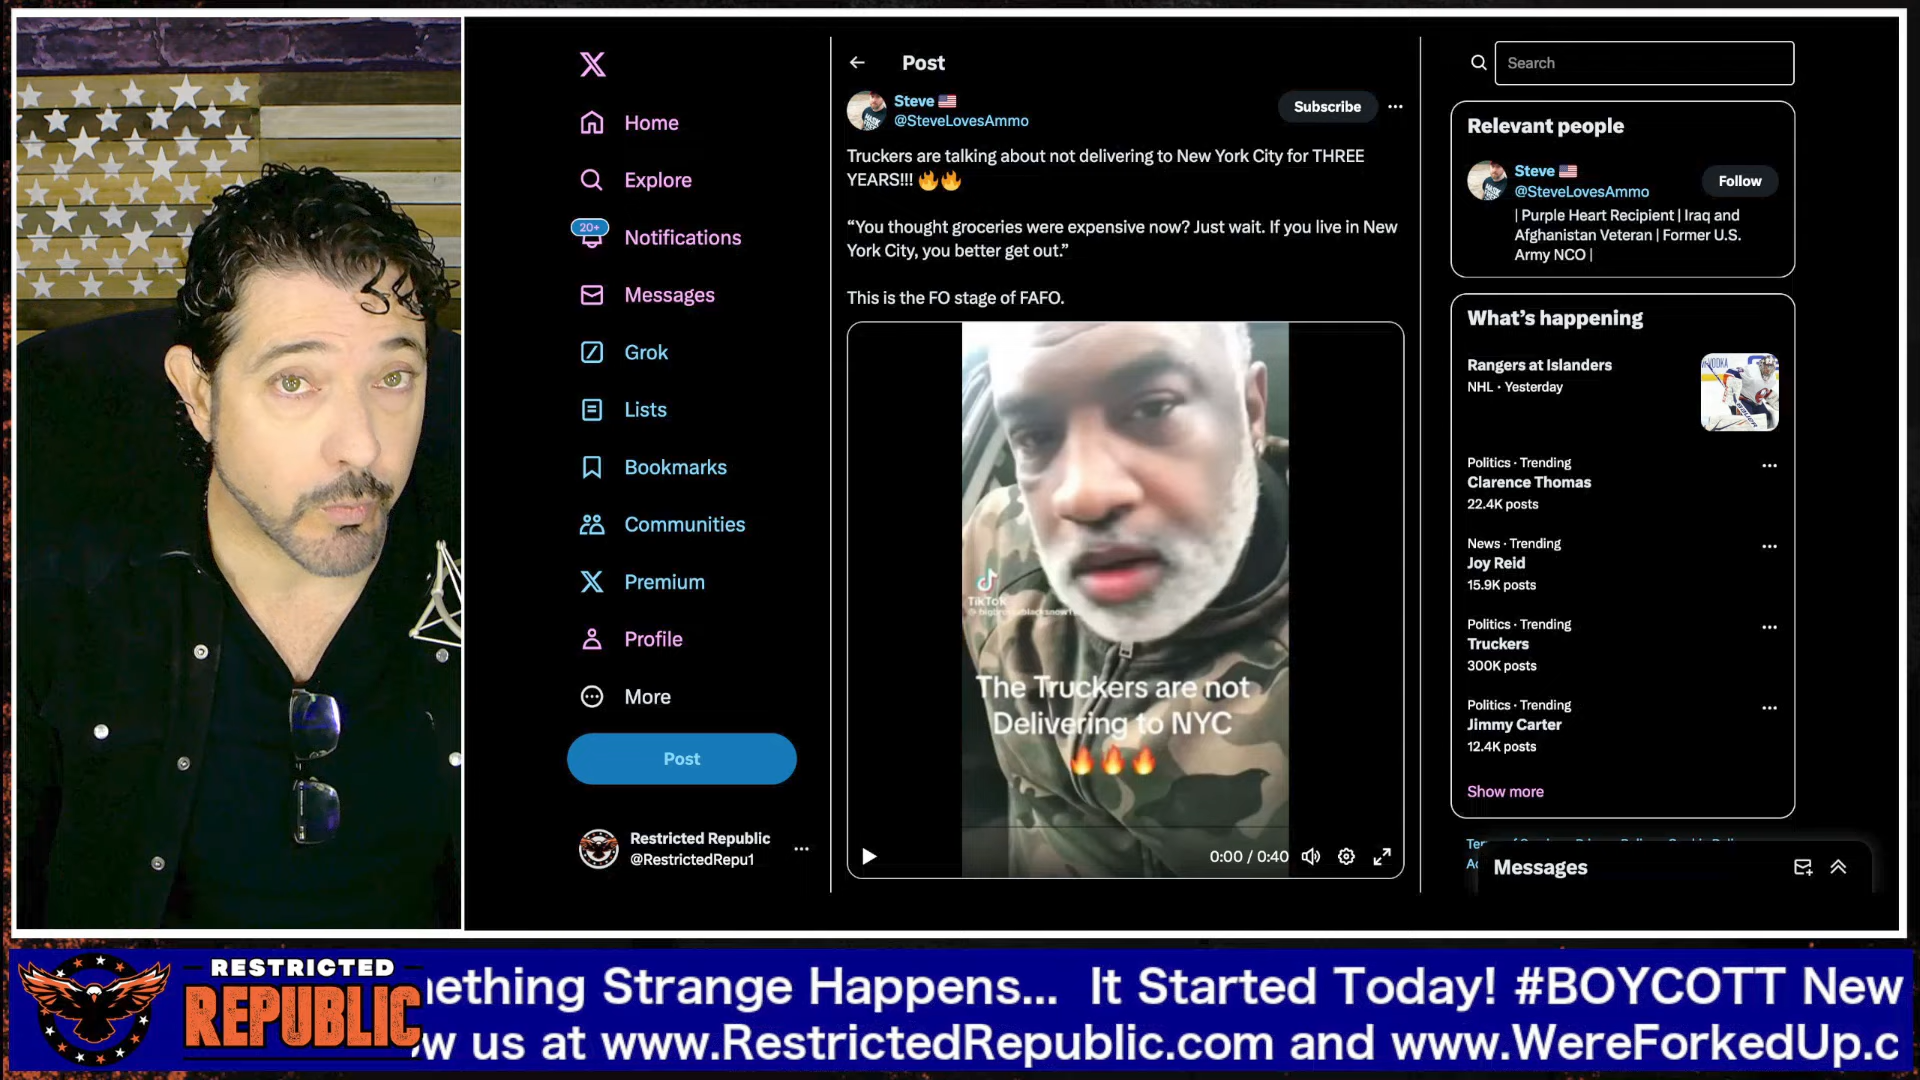 X
Home
Explore
20+
Notifications
Messages
Grok
Lists
Bookmarks
Communities
Premium
Profile
More
Post
Restricted Republic
@RestrictedRepu1
Post
Steve 🇺🇸
@SteveLovesAmmo
Subscribe
Truckers are talking about not delivering to New York City for THREE
YEARS!!! 🔥🔥
“You thought groceries were expensive now? Just wait. If you live in New
York City, you better get out.”
This is the FO stage of FAFO.
TikTok
The Truckers are not
Delivering to NYC
🔥🔥🔥
0:00 / 0:40
Search
Relevant people
Steve 🇺🇸
@SteveLovesAmmo
Follow
| Purple Heart Recipient | Iraq and
Afghanistan Veteran | Former U.S.
Army NCO |
What’s happening
Rangers at Islanders
NHL · Yesterday
Politics · Trending
Clarence Thomas
22.4K posts
News · Trending
Joy Reid
15.9K posts
Politics · Trending
Truckers
300K posts
Politics · Trending
Jimmy Carter
12.4K posts
Show more
Messages
RESTRICTED
REPUBLIC
ething Strange Happens... It Started Today! #BOYCOTT New
w us at www.RestrictedRepublic.com and www.WereForkedUp.c